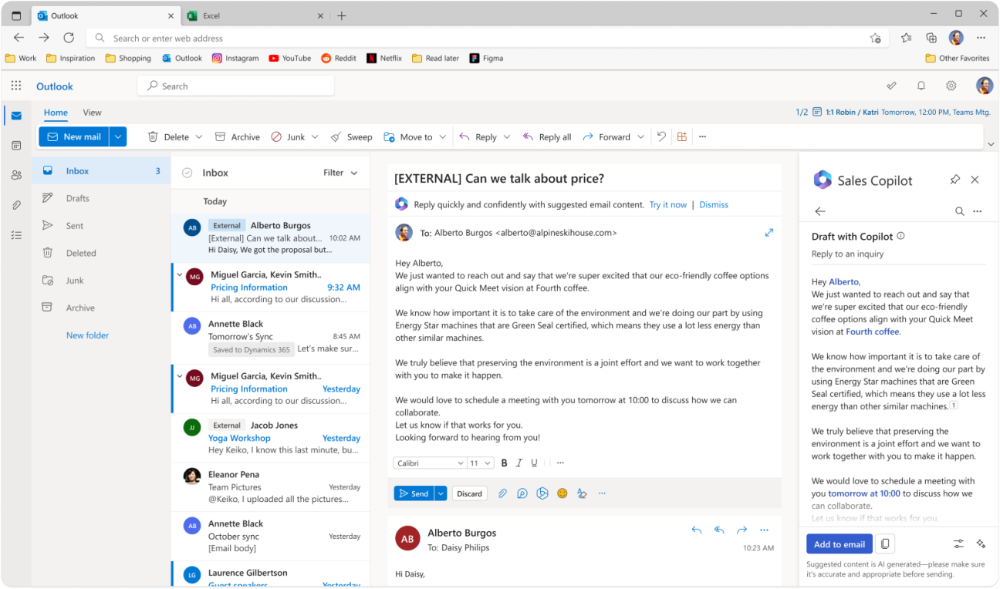 Outlook
Excel
Search or enter web address
Work
Inspiration
Shopping
Outlook
Instagram
YouTube
Reddit
Netflix
Read later
Figma
Other Favorites
Outlook
Search
Home
View
1/2 1:1 Robin / Katri Tomorrow, 12:00 PM, Teams Mtg.
New mail
Delete
Archive
Junk
Sweep
Move to
Reply
Reply all
Forward
Inbox 3
Drafts
Sent
Deleted
Junk
Archive
New folder
Inbox
Filter
Today
AB
External Alberto Burgos
[External] Can we talk about... 10:02 AM
Hi Daisy, We got the proposal but...
MG
Miguel Garcia, Kevin Smith..
Pricing Information 9:32 AM
Hi all, according to our discussion...
AB
Annette Black
Tomorrow's Sync 8:45 AM
Saved to Dynamics 365 Let's make sur...
MG
Miguel Garcia, Kevin Smith..
Pricing Information Yesterday
Hi all, according to our discussion...
JJ
External Jacob Jones
Yoga Workshop Yesterday
Hey Keiko, I know this last minute, bu...
Eleanor Pena
Team Pictures Yesterday
@Keiko, I uploaded all the pictures...
AB
Annette Black
October sync Yesterday
[Email body]
LG
Laurence Gilbertson
Guest speakers Yesterday
[EXTERNAL] Can we talk about price?
Reply quickly and confidently with suggested email content. Try it now | Dismiss
To: Alberto Burgos <alberto@alpineskihouse.com>
Hey Alberto,
We just wanted to reach out and say that we're super excited that our eco-friendly coffee options
align with your Quick Meet vision at Fourth coffee.
We know how important it is to take care of the environment and we're doing our part by using
Energy Star machines that are Green Seal certified, which means they use a lot less energy than
other similar machines.
We truly believe that preserving the environment is a joint effort and we want to work together
with you to make it happen.
We would love to schedule a meeting with you tomorrow at 10:00 to discuss how we can
collaborate.
Let us know if that works for you.
Looking forward to hearing from you!
Calibri 11 B I U
Send
Discard
AB
Alberto Burgos
To: Daisy Philips
10:23 AM
Hi Daisy,
Sales Copilot
Draft with Copilot
Reply to an inquiry
Hey Alberto,
We just wanted to reach out and say that
we're super excited that our eco-friendly
coffee options align with your Quick Meet
vision at Fourth coffee.
We know how important it is to take care of
the environment and we're doing our part by
using Energy Star machines that are Green
Seal certified, which means they use a lot less
energy than other similar machines. 1
We truly believe that preserving the
environment is a joint effort and we want to
work together with you to make it happen.
We would love to schedule a meeting with
you tomorrow at 10:00 to discuss how we
can collaborate.
Let us know if that works for you.
Add to email
Suggested content is AI generated—please make sure
it's accurate and appropriate before sending.